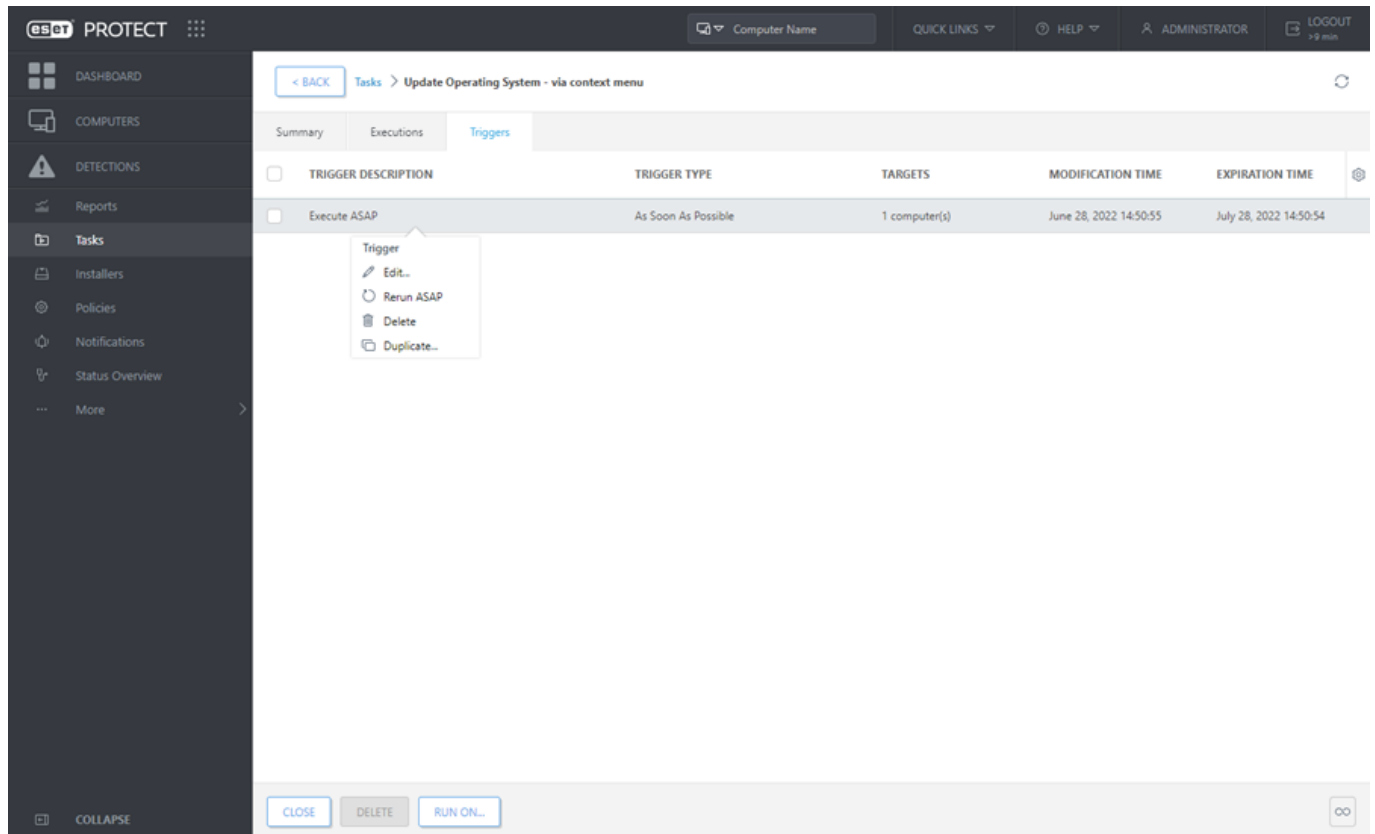 eset PROTECT
Computer Name
QUICK LINKS
HELP
ADMINISTRATOR
LOGOUT
>9 min
DASHBOARD
COMPUTERS
DETECTIONS
Reports
Tasks
Installers
Policies
Notifications
Status Overview
More
COLLAPSE
< BACK Tasks > Update Operating System - via context menu
Summary Executions Triggers
TRIGGER DESCRIPTION TRIGGER TYPE TARGETS MODIFICATION TIME EXPIRATION TIME
Execute ASAP As Soon As Possible 1 computer(s) June 28, 2022 14:50:55 July 28, 2022 14:50:54
Trigger
Edit...
Rerun ASAP
Delete
Duplicate...
CLOSE DELETE RUN ON...